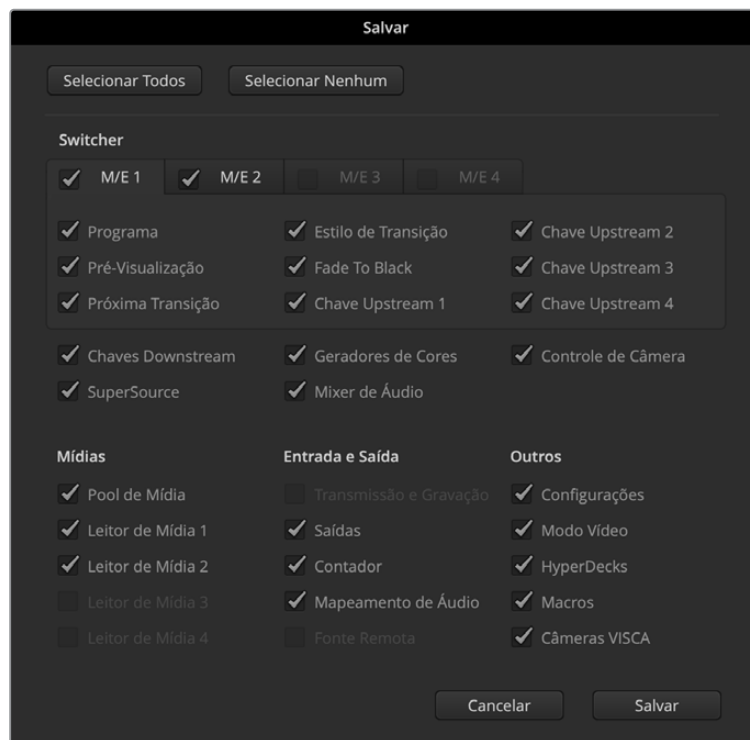 Salvar
Selecionar Todos Selecionar Nenhum
Switcher
M/E 1 M/E 2 M/E 3 M/E 4
Programa Estilo de Transição Chave Upstream 2
Pré-Visualização Fade To Black Chave Upstream 3
Próxima Transição Chave Upstream 1 Chave Upstream 4
Chaves Downstream Geradores de Cores Controle de Câmera
SuperSource Mixer de Áudio
Mídias Entrada e Saída Outros
Pool de Mídia Transmissão e Gravação Configurações
Leitor de Mídia 1 Saídas Modo Vídeo
Leitor de Mídia 2 Contador HyperDecks
Leitor de Mídia 3 Mapeamento de Áudio Macros
Leitor de Mídia 4 Fonte Remota Câmeras VISCA
Cancelar Salvar